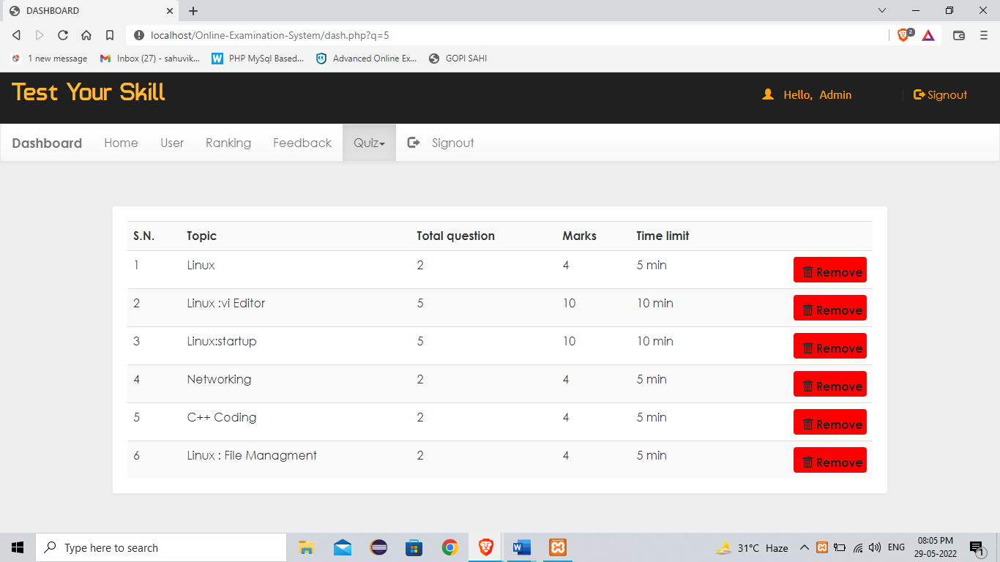 DASHBOARD
localhost/Online-Examination-System/dash.php?q=5
2
1 new message Inbox (27) - sahuvik... PHP MySql Based... Advanced Online Ex... GOPI SAHI
Test Your Skill Hello, Admin Signout
Dashboard Home User Ranking Feedback Quiz Signout
S.N. Topic Total question Marks Time limit
1 Linux 2 4 5 min Remove
2 Linux :vi Editor 5 10 10 min Remove
3 Linux:startup 5 10 10 min Remove
4 Networking 2 4 5 min Remove
5 C++ Coding 2 4 5 min Remove
6 Linux : File Managment 2 4 5 min Remove
Type here to search 31°C Haze ENG 08:05 PM
29-05-2022 1